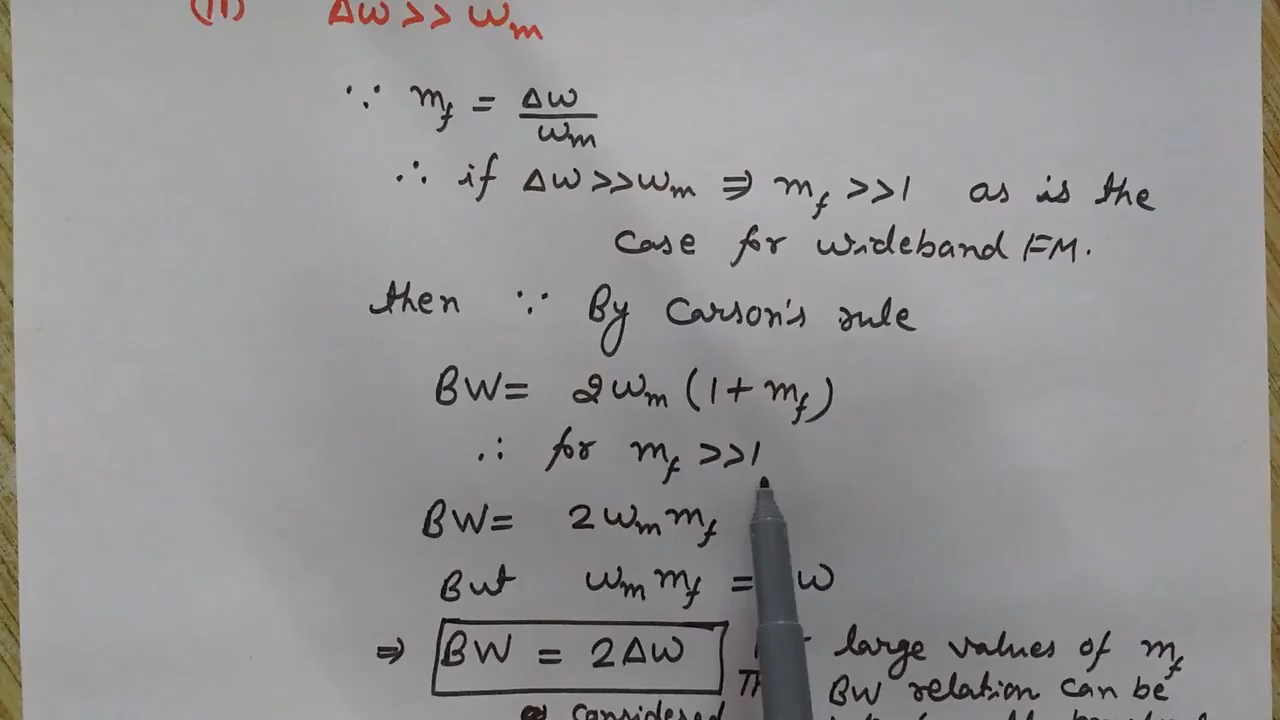 (ii) Δω >> ωm
∵ mf = Δω / ωm
∴ if Δω >> ωm ⇒ mf >> 1 as is the
case for wideband FM.
then ∵ By Carson's rule
BW = 2ωm (1 + mf)
∴ for mf >> 1
BW = 2ωm mf
But ωm mf = ω
⇒ BW = 2Δω large values of mf
BW relation can be
considered